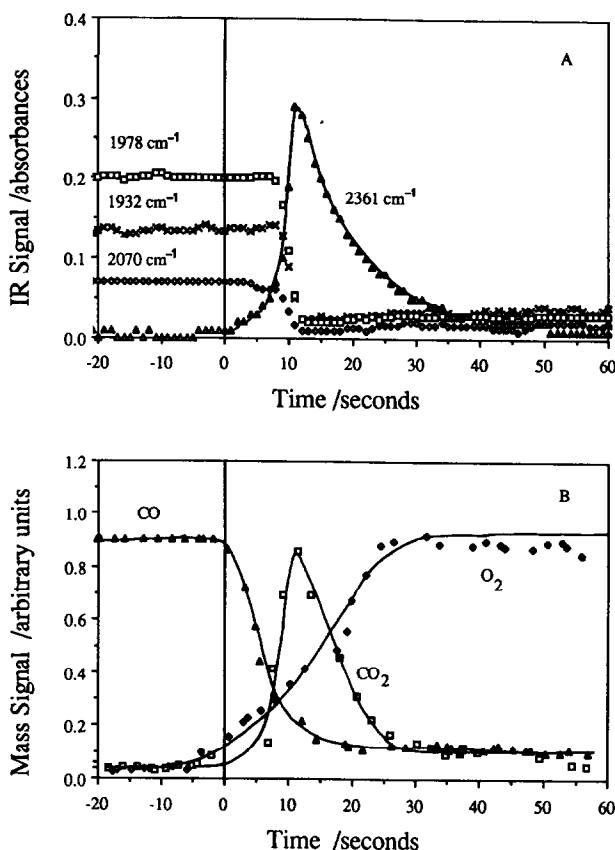 A
0.4
0.3
0.2
0.1
0.0
IR Signal /absorbances
1978 cm⁻¹
1932 cm⁻¹
2070 cm⁻¹
2361 cm⁻¹
-20 -10 0 10 20 30 40 50 60
Time /seconds
B
1.2
1.0
0.8
0.6
0.4
0.2
0.0
Mass Signal /arbitrary units
CO
O₂
CO₂
-20 -10 0 10 20 30 40 50 60
Time /seconds